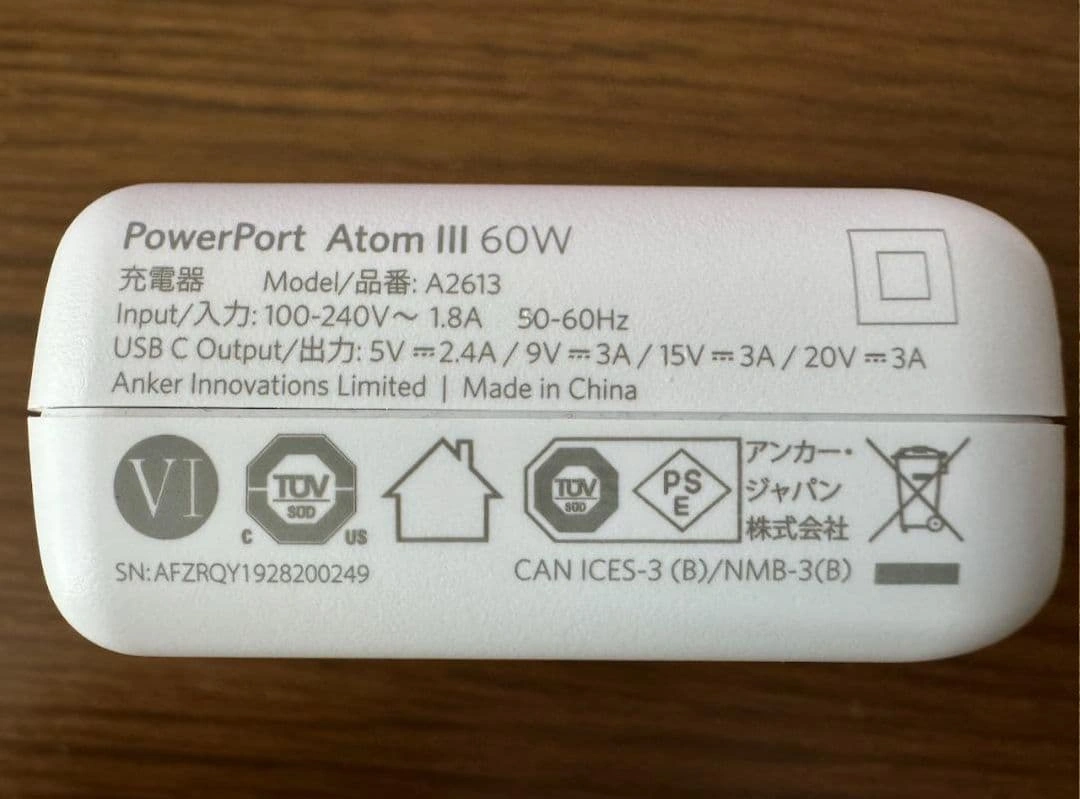 PowerPort Atom III 60W
充電器 Model/品番: A2613
Input/入力: 100-240V～ 1.8A 50-60Hz
USB C Output/出力: 5V⎓2.4A / 9V⎓3A / 15V⎓3A / 20V⎓3A
Anker Innovations Limited | Made in China
VI
TÜV
SÜD
C US
TÜV
SÜD
PS
E
アンカー・
ジャパン
株式会社
SN:AFZRQY1928200249
CAN ICES-3 (B)/NMB-3(B)